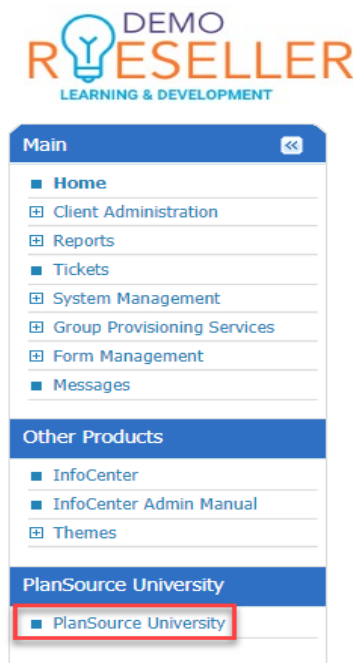 DEMO
RESELLER
LEARNING & DEVELOPMENT
Main
Home
Client Administration
Reports
Tickets
System Management
Group Provisioning Services
Form Management
Messages
Other Products
InfoCenter
InfoCenter Admin Manual
Themes
PlanSource University
PlanSource University